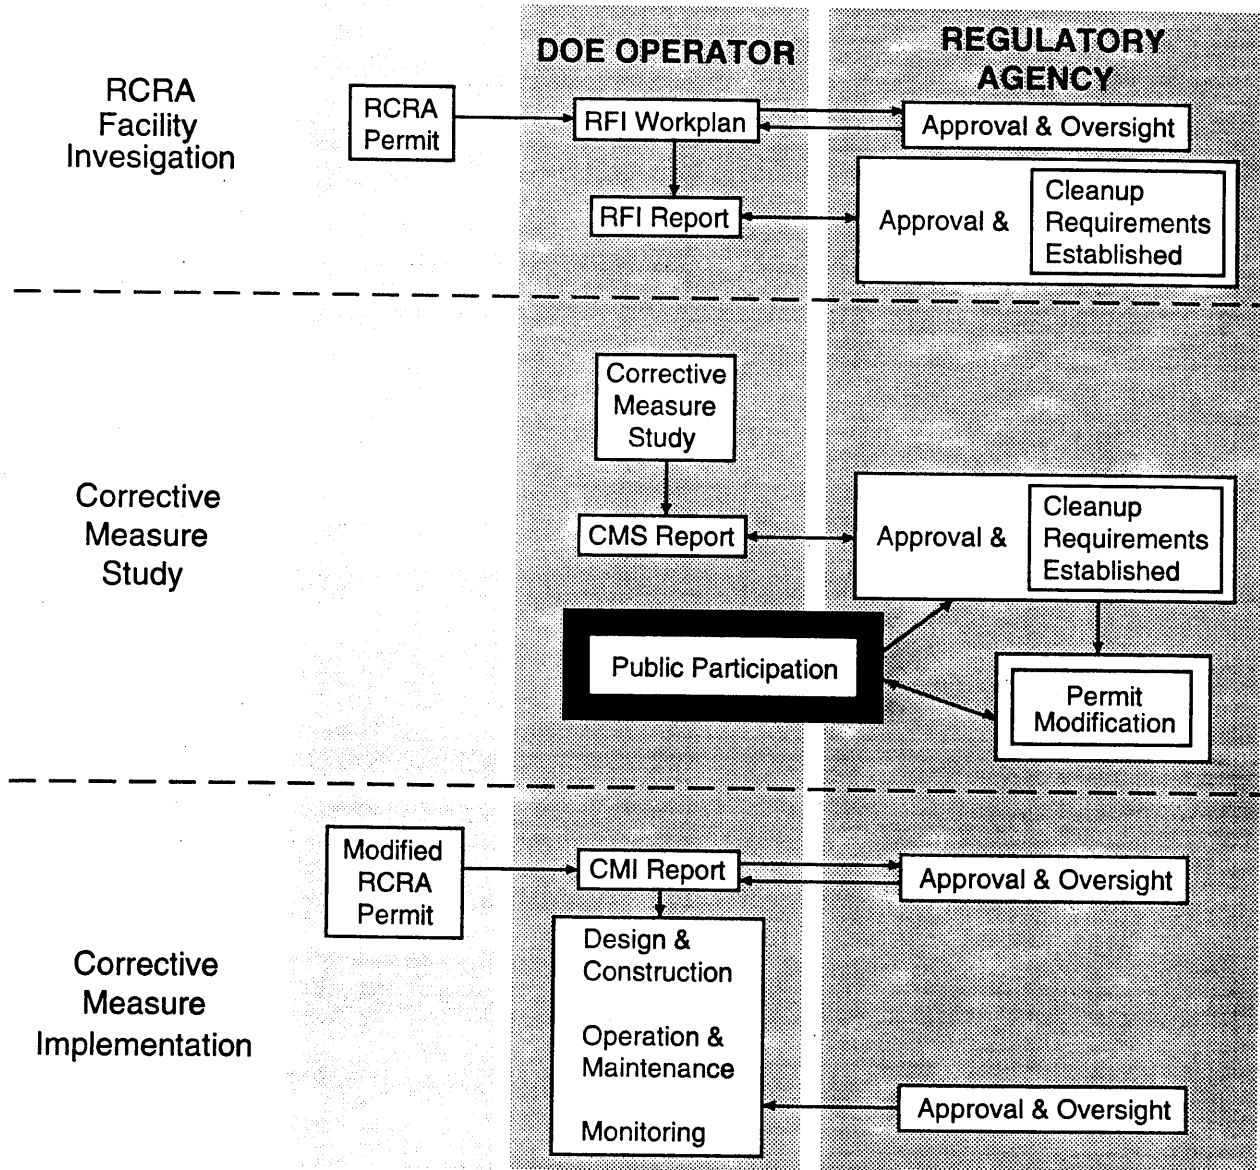 DOE OPERATOR
REGULATORY
AGENCY
RCRA
Facility
Invesigation
RCRA
Permit
RFI Workplan
Approval & Oversight
RFI Report
Approval &
Cleanup
Requirements
Established
Corrective
Measure
Study
Corrective
Measure
Study
CMS Report
Approval &
Cleanup
Requirements
Established
Public Participation
Permit
Modification
Corrective
Measure
Implementation
Modified
RCRA
Permit
CMI Report
Approval & Oversight
Design &
Construction
Operation &
Maintenance
Monitoring
Approval & Oversight